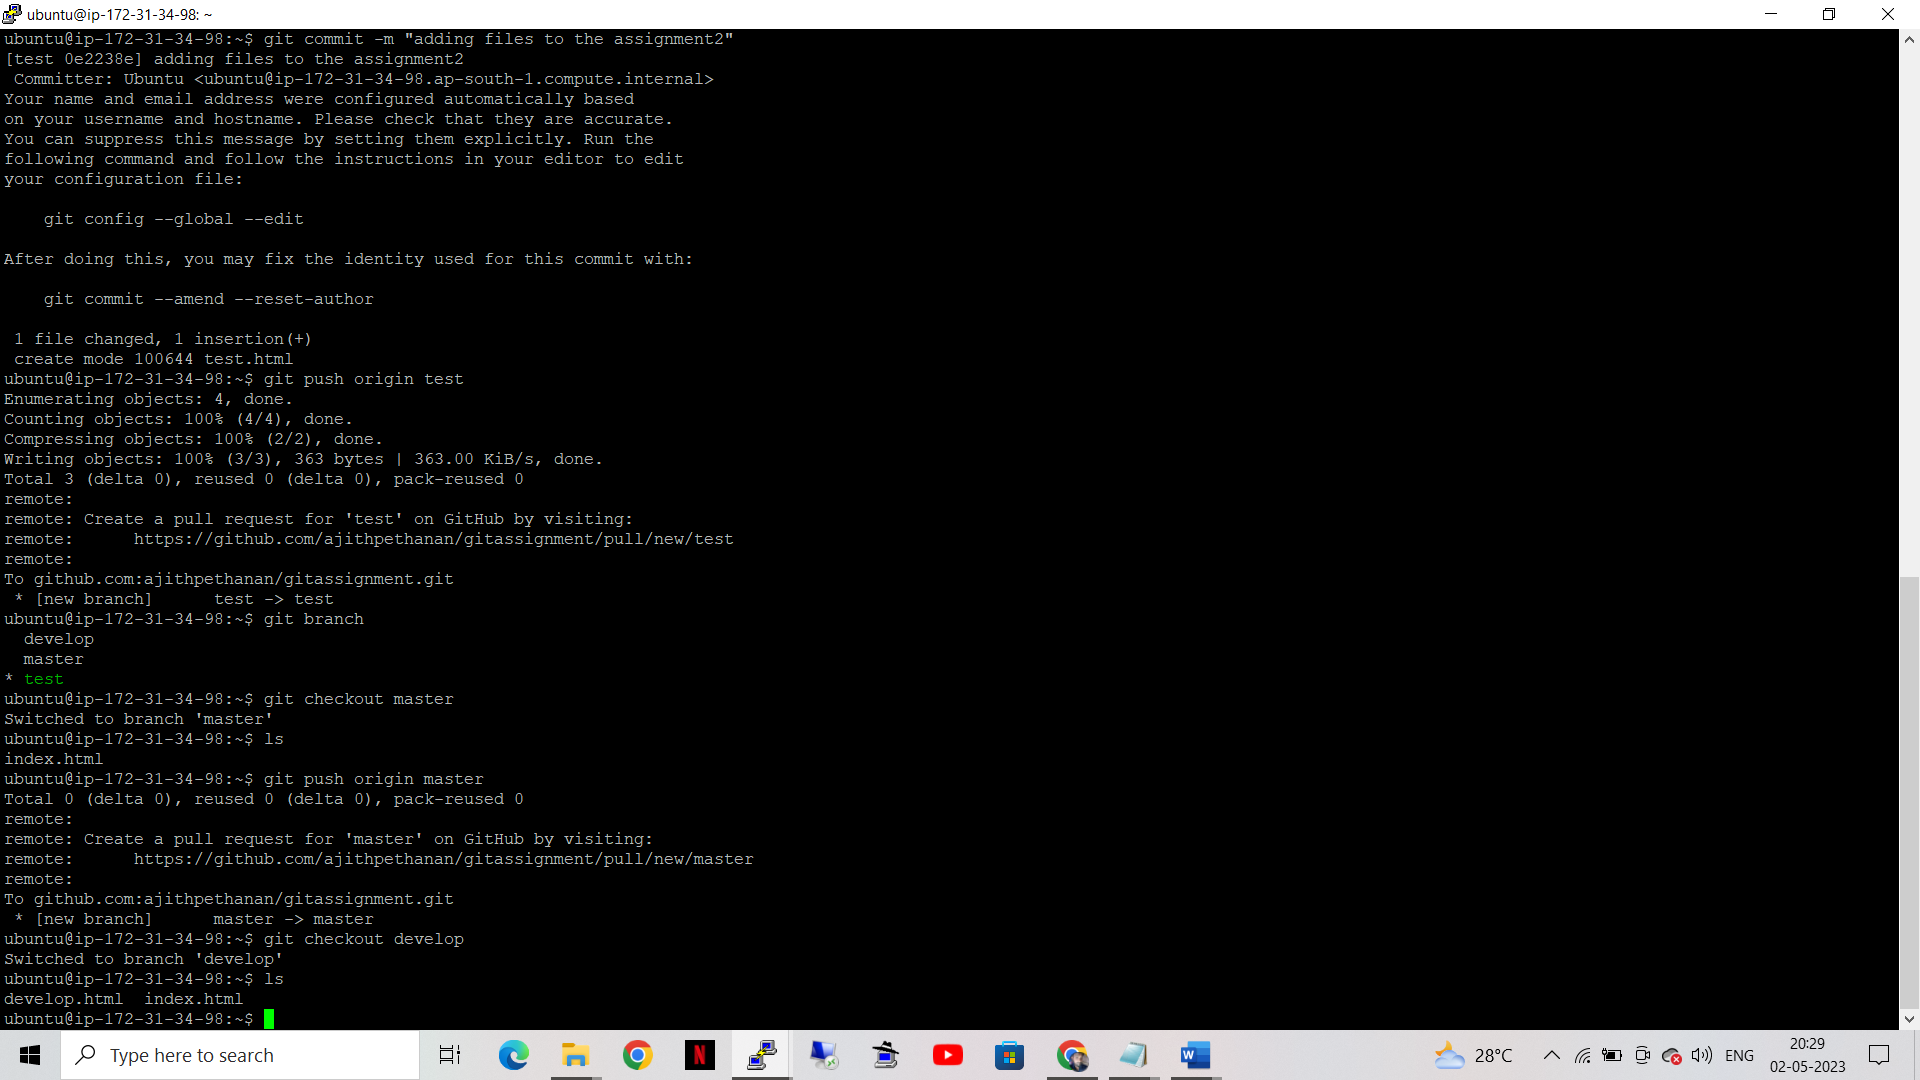 ubuntu@ip-172-31-34-98: ~
ubuntu@ip-172-31-34-98:~$ git commit -m "adding files to the assignment2"
[test 0e2238e] adding files to the assignment2
 Committer: Ubuntu <ubuntu@ip-172-31-34-98.ap-south-1.compute.internal>
Your name and email address were configured automatically based
on your username and hostname. Please check that they are accurate.
You can suppress this message by setting them explicitly. Run the
following command and follow the instructions in your editor to edit
your configuration file:
    git config --global --edit
After doing this, you may fix the identity used for this commit with:
    git commit --amend --reset-author
 1 file changed, 1 insertion(+)
 create mode 100644 test.html
ubuntu@ip-172-31-34-98:~$ git push origin test
Enumerating objects: 4, done.
Counting objects: 100% (4/4), done.
Compressing objects: 100% (2/2), done.
Writing objects: 100% (3/3), 363 bytes | 363.00 KiB/s, done.
Total 3 (delta 0), reused 0 (delta 0), pack-reused 0
remote:
remote: Create a pull request for 'test' on GitHub by visiting:
remote:      https://github.com/ajithpethanan/gitassignment/pull/new/test
remote:
To github.com:ajithpethanan/gitassignment.git
 * [new branch]      test -> test
ubuntu@ip-172-31-34-98:~$ git branch
  develop
  master
* test
ubuntu@ip-172-31-34-98:~$ git checkout master
Switched to branch 'master'
ubuntu@ip-172-31-34-98:~$ ls
index.html
ubuntu@ip-172-31-34-98:~$ git push origin master
Total 0 (delta 0), reused 0 (delta 0), pack-reused 0
remote:
remote: Create a pull request for 'master' on GitHub by visiting:
remote:      https://github.com/ajithpethanan/gitassignment/pull/new/master
remote:
To github.com:ajithpethanan/gitassignment.git
 * [new branch]      master -> master
ubuntu@ip-172-31-34-98:~$ git checkout develop
Switched to branch 'develop'
ubuntu@ip-172-31-34-98:~$ ls
develop.html  index.html
ubuntu@ip-172-31-34-98:~$
Type here to search
N
W
28°C
ENG
20:29
02-05-2023